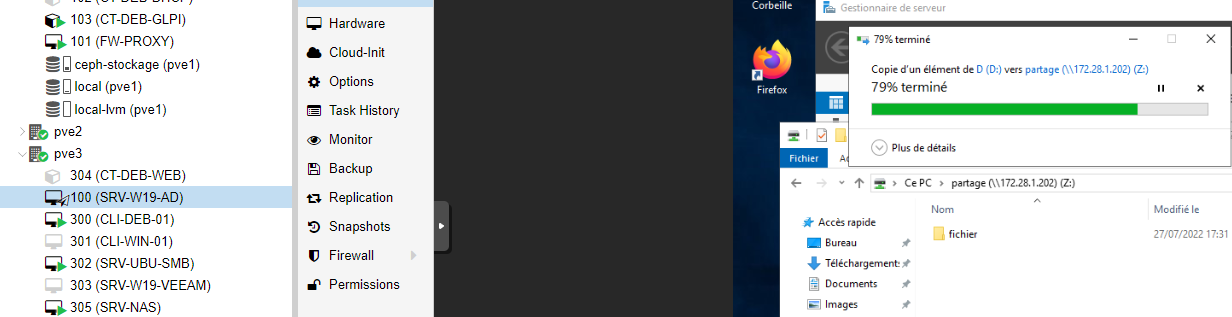 102 (CT-DEB-DHCP)
103 (CT-DEB-GLPI)
101 (FW-PROXY)
ceph-stockage (pve1)
local (pve1)
local-lvm (pve1)
pve2
pve3
304 (CT-DEB-WEB)
100 (SRV-W19-AD)
300 (CLI-DEB-01)
301 (CLI-WIN-01)
302 (SRV-UBU-SMB)
303 (SRV-W19-VEEAM)
305 (SRV-NAS)
Hardware
Cloud-Init
Options
Task History
Monitor
Backup
Replication
Snapshots
Firewall
Permissions
Corbeille
Firefox
Gestionnaire de serveur
79% terminé
Copie d'un élément de D (D:) vers partage (\\172.28.1.202) (Z:)
79% terminé
Plus de détails
Fichier
Ce PC > partage (\\172.28.1.202) (Z:)
Accès rapide
Bureau
Téléchargement:
Documents
Images
Nom
Modifié le
fichier
27/07/2022 17:31